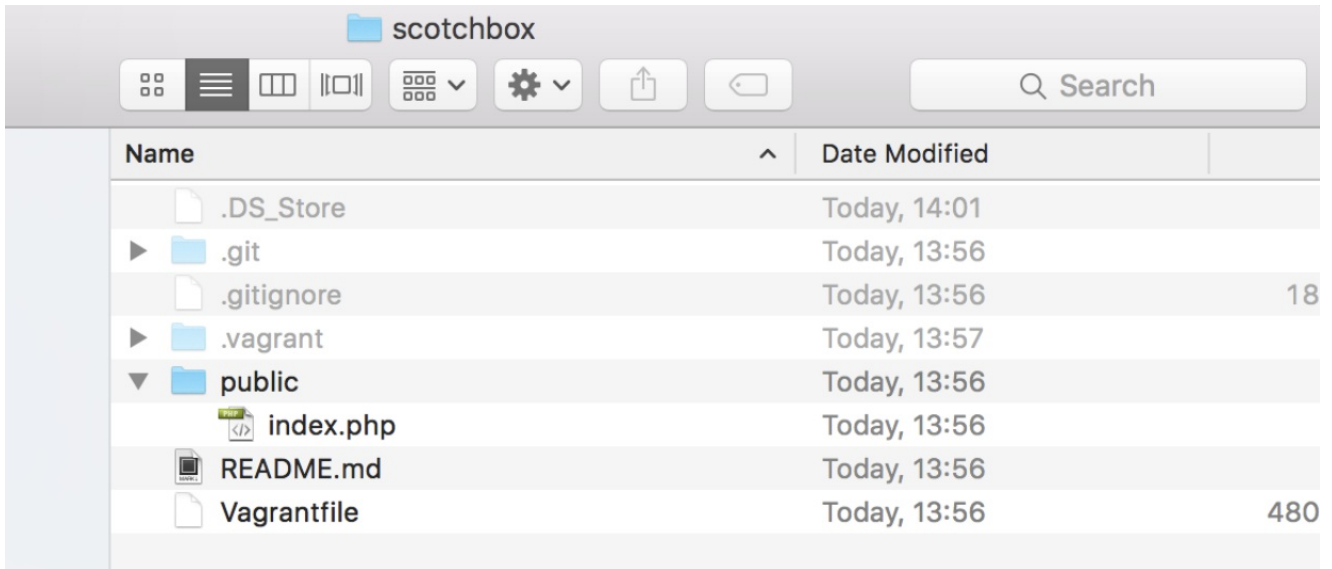 scotchbox
Search
Name Date Modified
.DS_Store Today, 14:01
.git Today, 13:56
.gitignore Today, 13:56 18
.vagrant Today, 13:57
public Today, 13:56
PHP index.php Today, 13:56
README.md Today, 13:56
Vagrantfile Today, 13:56 480